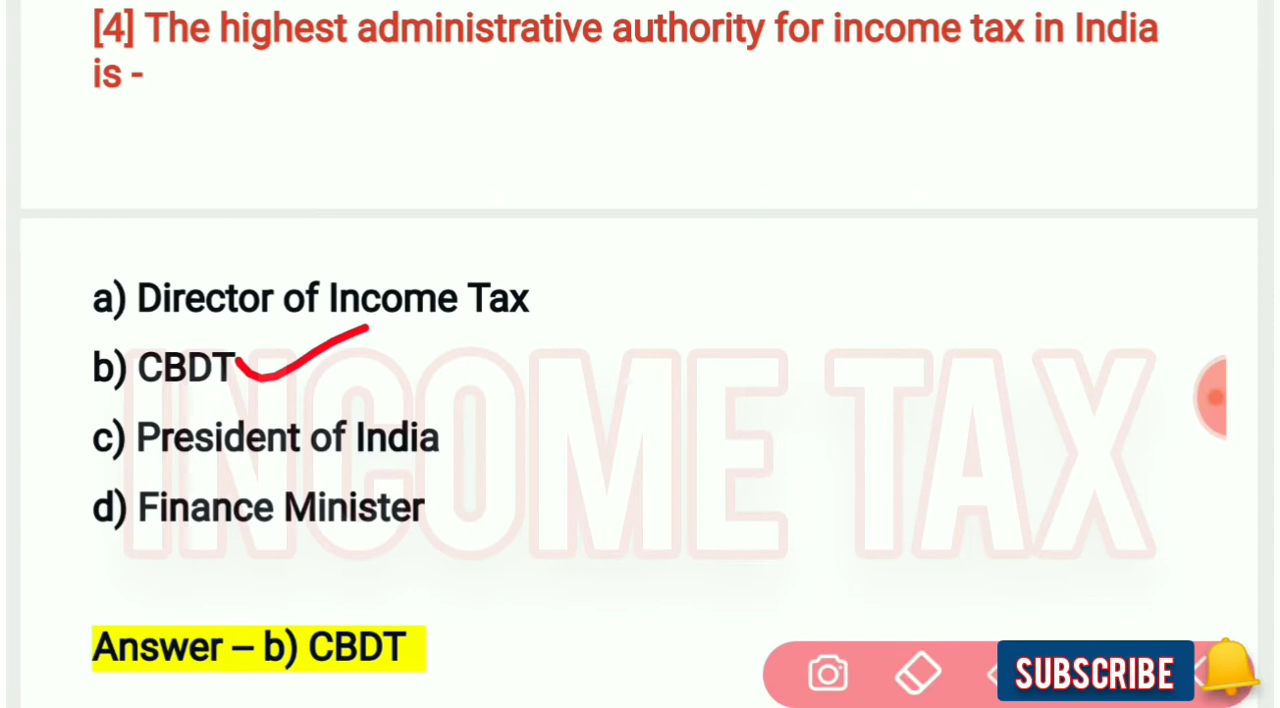 [4] The highest administrative authority for income tax in India
is -
a) Director of Income Tax
b) CBDT
c) President of India
d) Finance Minister
INCOME TAX
Answer – b) CBDT
SUBSCRIBE